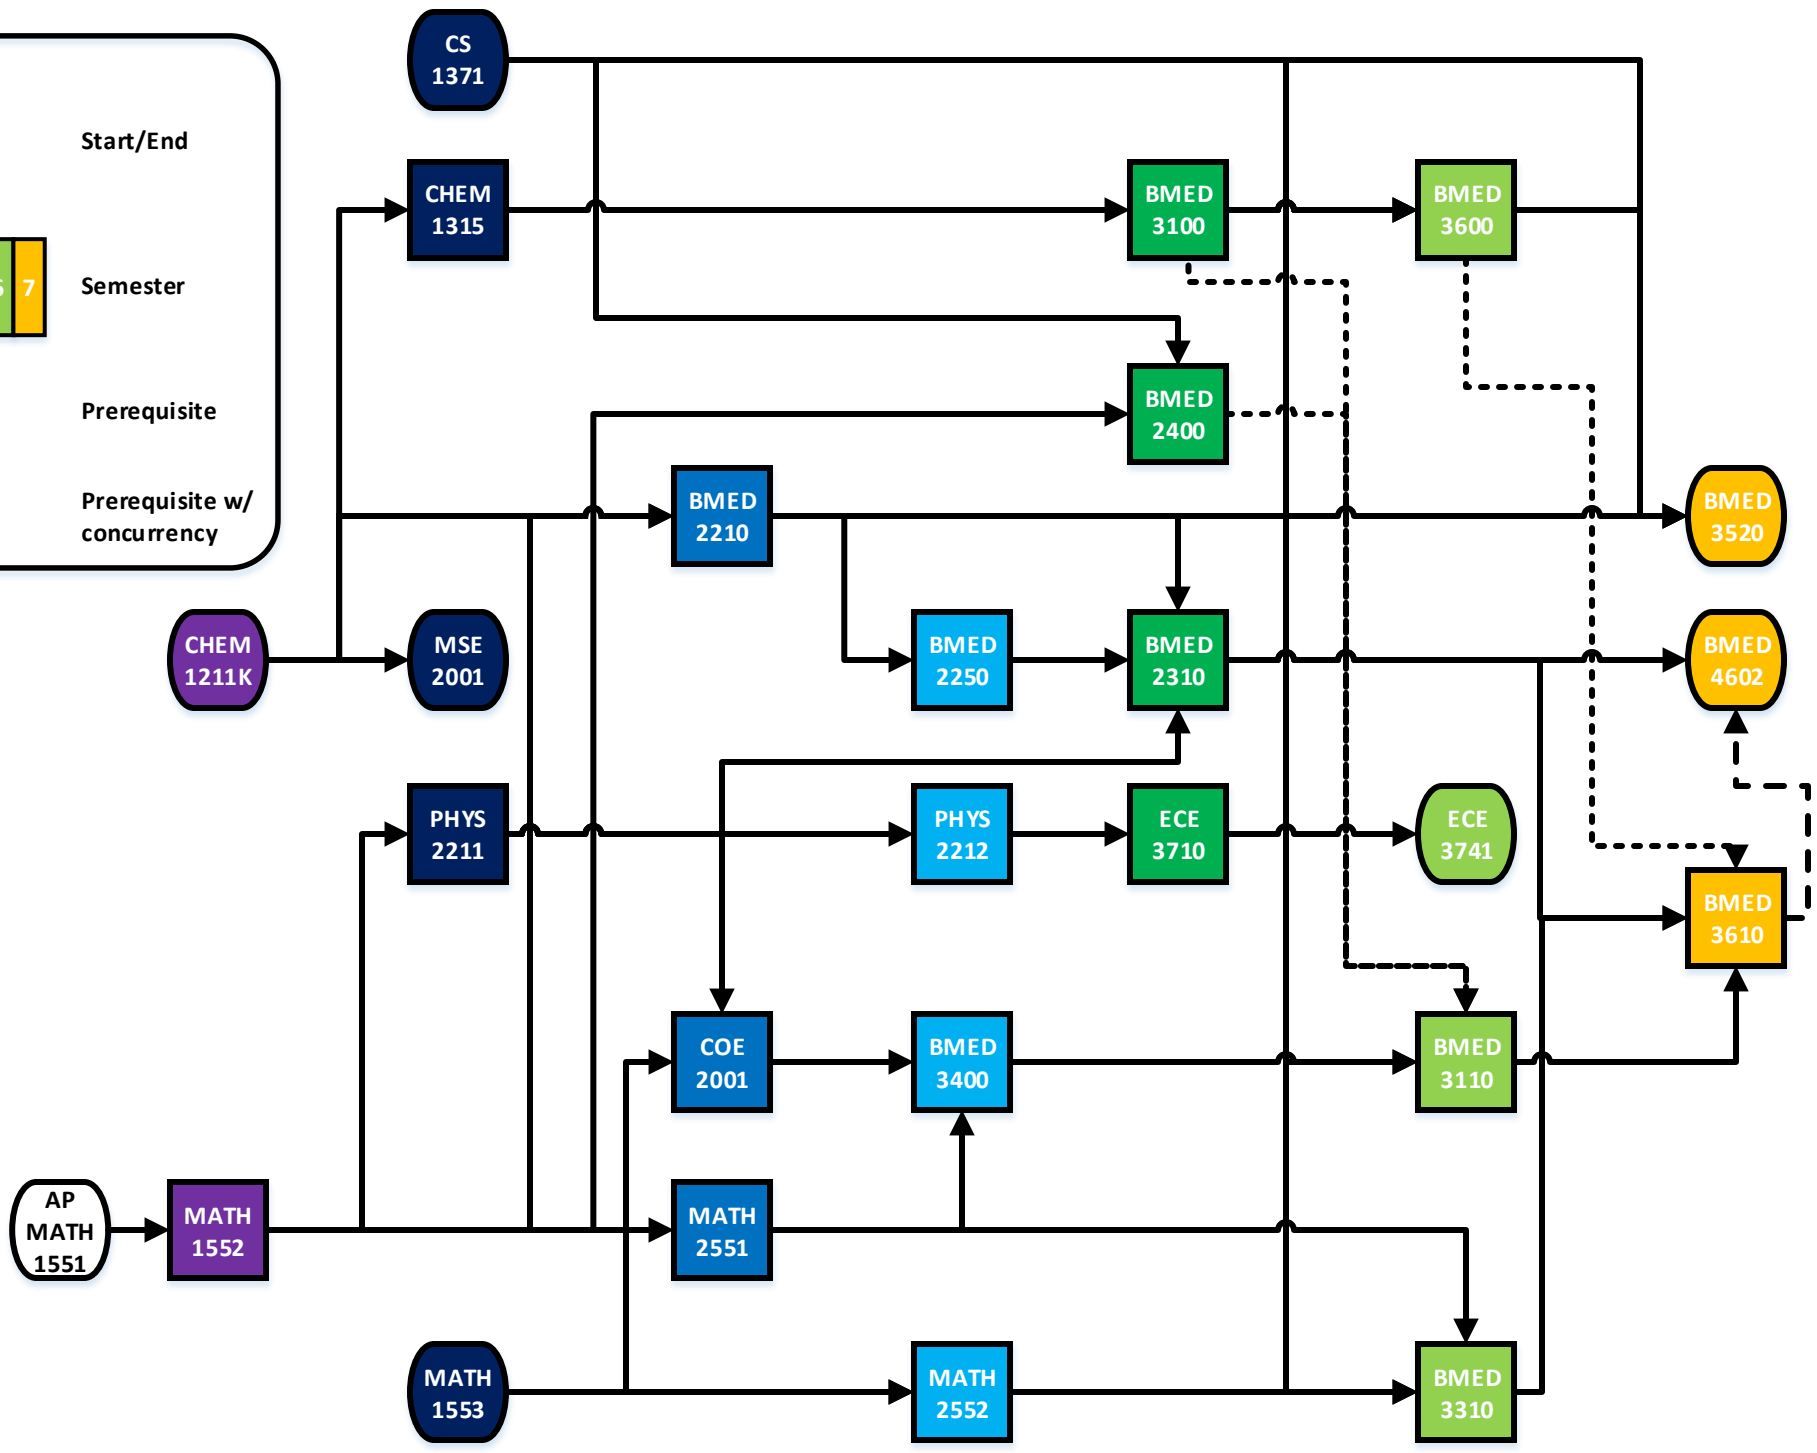 CS
1371
Start/End
CHEM
1315
BMED
3100
BMED
3600
7
Semester
BMED
2400
Prerequisite
Prerequisite w/
concurrency
BMED
2210
BMED
3520
CHEM
1211K
MSE
2001
BMED
2250
BMED
2310
BMED
4602
PHYS
2211
PHYS
2212
ECE
3710
ECE
3741
BMED
3610
COE
2001
BMED
3400
BMED
3110
AP
MATH
1551
MATH
1552
MATH
2551
MATH
1553
MATH
2552
BMED
3310